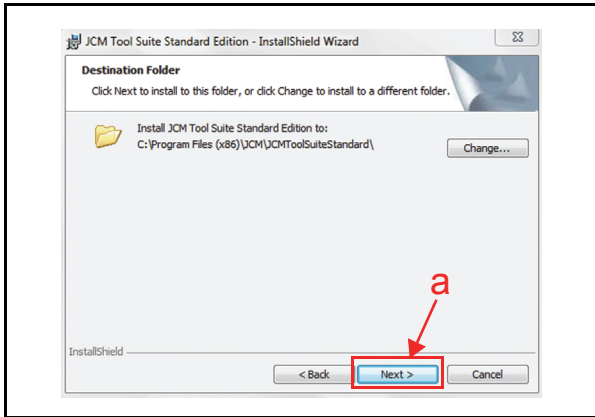 JCM Tool Suite Standard Edition - InstallShield Wizard
Destination Folder
Click Next to install to this folder, or click Change to install to a different folder.
Install JCM Tool Suite Standard Edition to:
C:\Program Files (x86)\JCM\JCMToolSuiteStandard\
Change...
a
InstallShield
< Back
Next >
Cancel